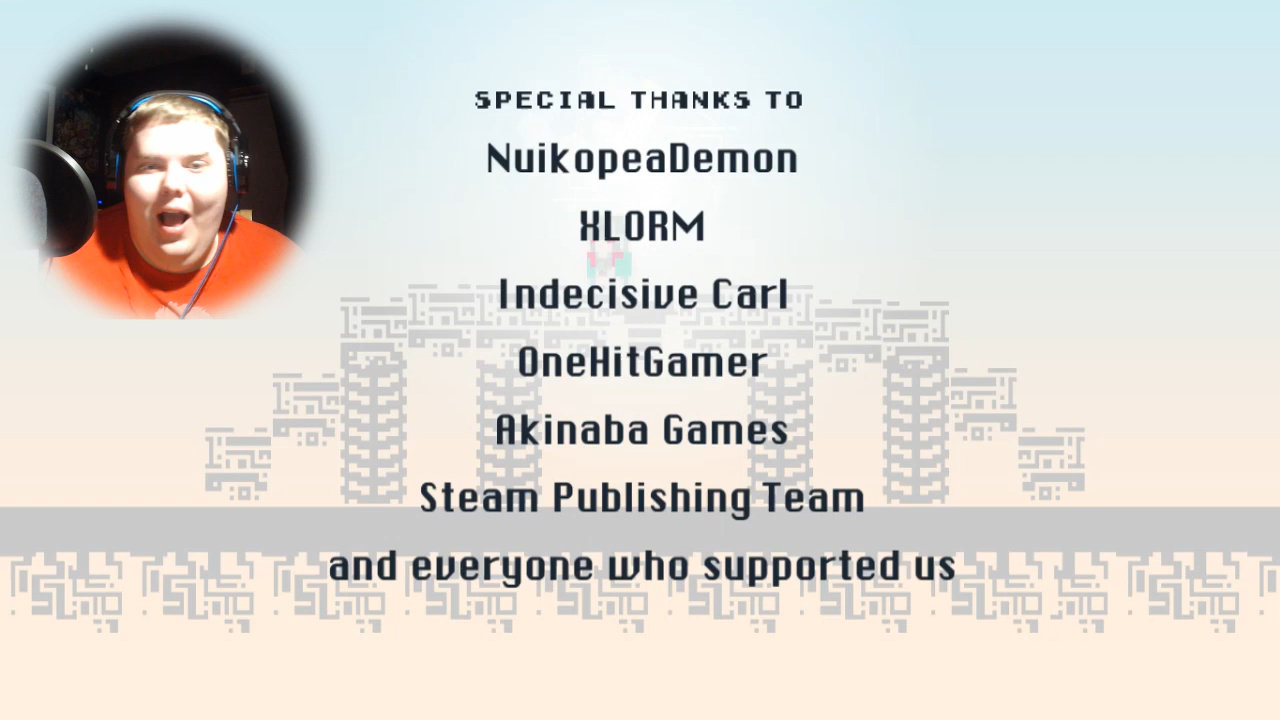 SPECIAL THANKS TO
NuikopeaDemon
XLORM
Indecisive Carl
OneHitGamer
Akinaba Games
Steam Publishing Team
and everyone who supported us